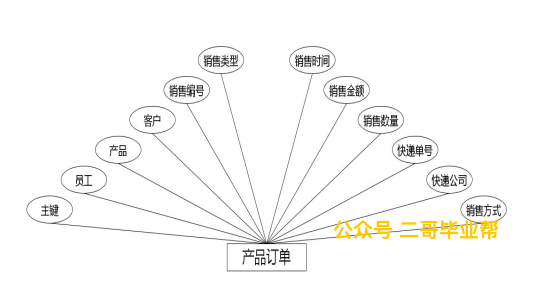 销售类型
销售时间
销售编号
销售金额
客户
销售数量
产品
快递单号
员工
快递公司
主键
销售方式
公众号 二哥毕业帮
产品订单